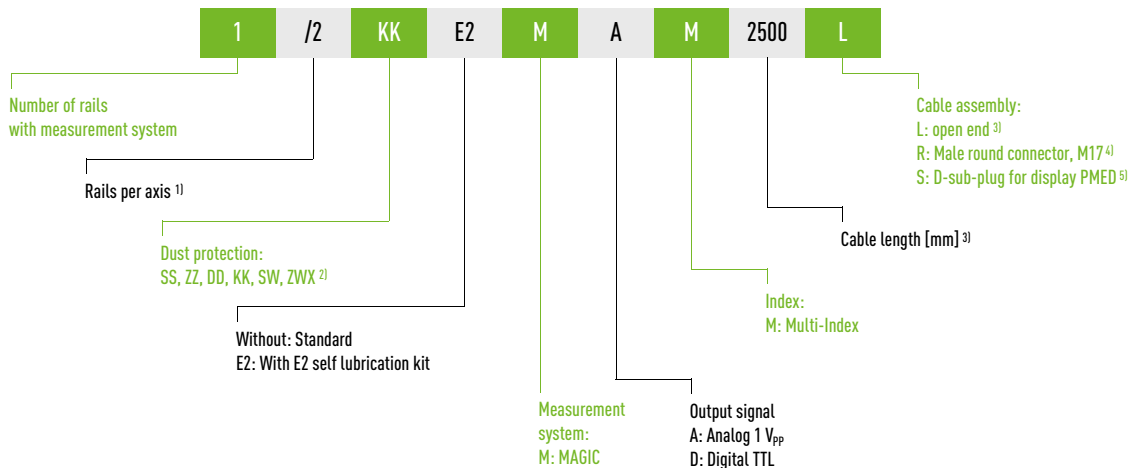 1 /2 KK E2 M A M 2500 L
Number of rails
with measurement system
Rails per axis 1)
Dust protection:
SS, ZZ, DD, KK, SW, ZWX 2)
Without: Standard
E2: With E2 self lubrication kit
Measurement
system:
M: MAGIC
Output signal
A: Analog 1 VPP
D: Digital TTL
Index:
M: Multi-Index
Cable length [mm] 3)
Cable assembly:
L: open end 3)
R: Male round connector, M17 4)
S: D-sub-plug for display PMED 5)